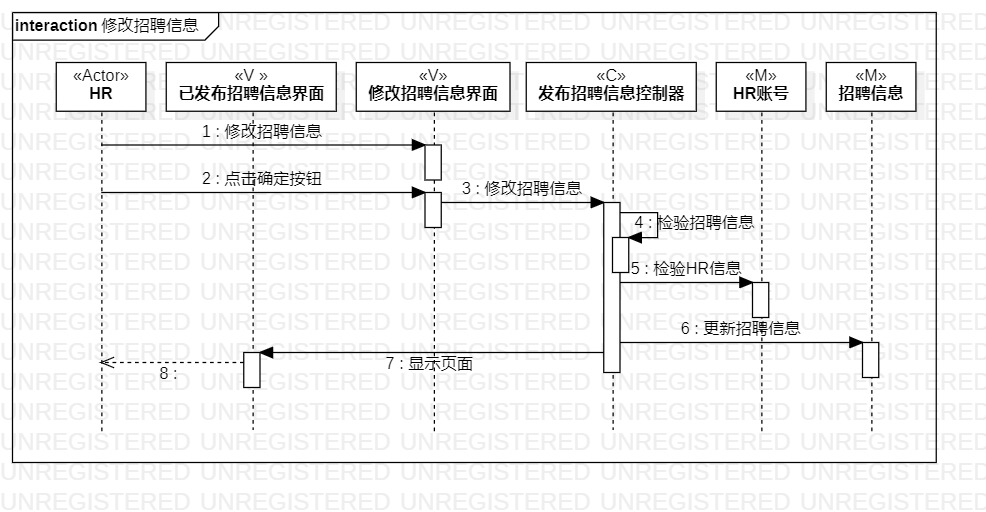 interaction 修改招聘信息
«Actor»
HR
«V »
已发布招聘信息界面
«V»
修改招聘信息界面
«C»
发布招聘信息控制器
«M»
HR账号
«M»
招聘信息
1 : 修改招聘信息
2 : 点击确定按钮
3 : 修改招聘信息
4 : 检验招聘信息
5 : 检验HR信息
6 : 更新招聘信息
7 : 显示页面
8 :
UNREGISTERED UNREGISTERED UNREGISTERED UNREGISTERED UNREGISTERED